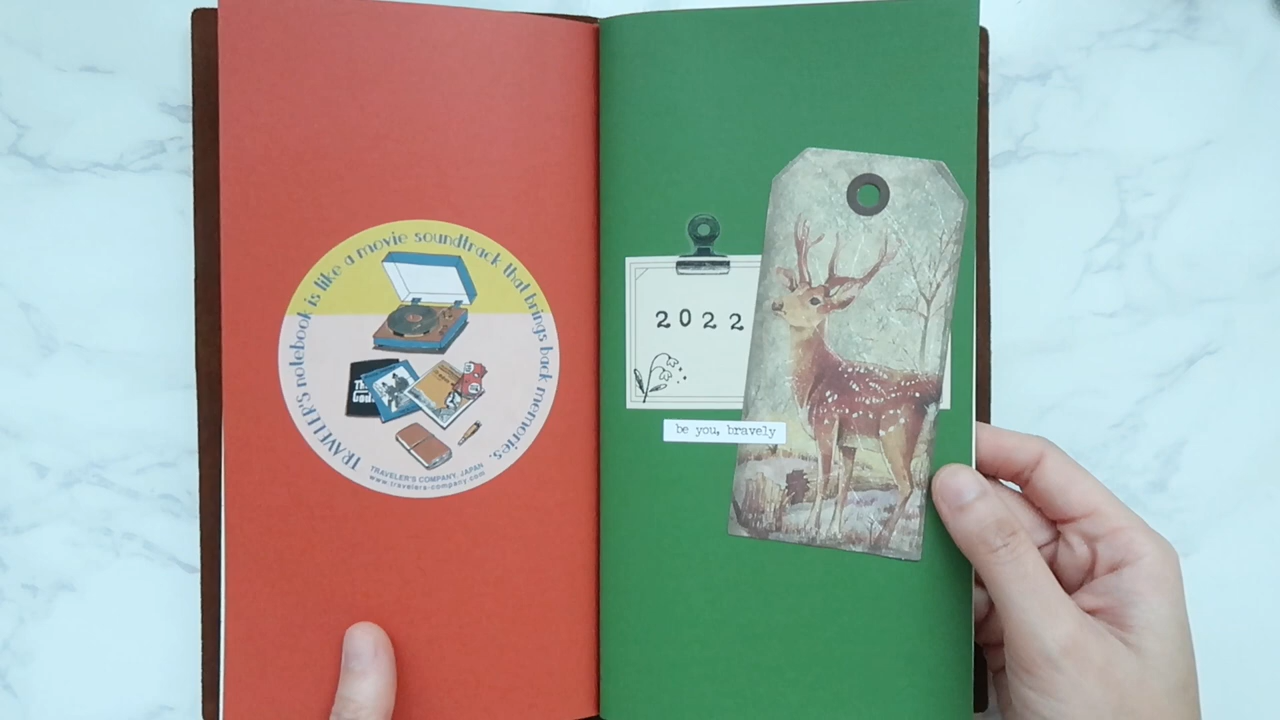 TRAVELER'S notebook is like a movie soundtrack that brings back memories.
TRAVELER'S COMPANY, JAPAN
www.travelers-company.com
2022
be you, bravely